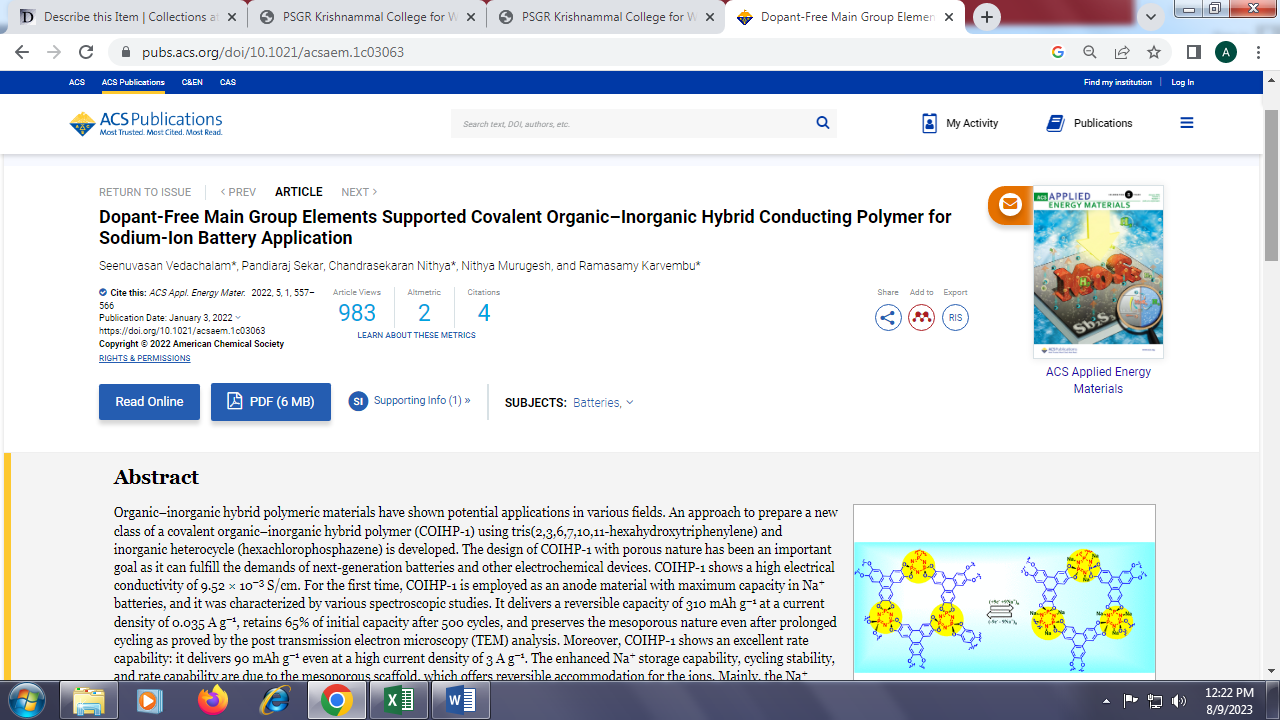 Describe this Item | Collections at
PSGR Krishnammal College for W
PSGR Krishnammal College for W
Dopant-Free Main Group Elemen
pubs.acs.org/doi/10.1021/acsaem.1c03063
A
ACS ACS Publications C&EN CAS
Find my institution | Log In
ACS Publications
Most Trusted. Most Cited. Most Read.
Search text, DOI, authors, etc.
My Activity
Publications
RETURN TO ISSUE
< PREV
ARTICLE
NEXT >
Dopant-Free Main Group Elements Supported Covalent Organic–Inorganic Hybrid Conducting Polymer for
Sodium-Ion Battery Application
Seenuvasan Vedachalam*, Pandiaraj Sekar, Chandrasekaran Nithya*, Nithya Murugesh, and Ramasamy Karvembu*
Cite this: ACS Appl. Energy Mater. 2022, 5, 1, 557–
566
Publication Date: January 3, 2022
https://doi.org/10.1021/acsaem.1c03063
Copyright © 2022 American Chemical Society
RIGHTS & PERMISSIONS
Article Views
983
Altmetric
2
Citations
4
LEARN ABOUT THESE METRICS
Share
Add to
Export
RIS
ACS APPLIED
ENERGY MATERIALS
Sb₂S₃
ACS Applied Energy
Materials
Read Online
PDF (6 MB)
SI Supporting Info (1) »
SUBJECTS: Batteries,
Abstract
Organic–inorganic hybrid polymeric materials have shown potential applications in various fields. An approach to prepare a new
class of a covalent organic–inorganic hybrid polymer (COIHP-1) using tris(2,3,6,7,10,11-hexahydroxytriphenylene) and
inorganic heterocycle (hexachlorophosphazene) is developed. The design of COIHP-1 with porous nature has been an important
goal as it can fulfill the demands of next-generation batteries and other electrochemical devices. COIHP-1 shows a high electrical
conductivity of 9.52 × 10⁻³ S/cm. For the first time, COIHP-1 is employed as an anode material with maximum capacity in Na⁺
batteries, and it was characterized by various spectroscopic studies. It delivers a reversible capacity of 310 mAh g⁻¹ at a current
density of 0.035 A g⁻¹, retains 65% of initial capacity after 500 cycles, and preserves the mesoporous nature even after prolonged
cycling as proved by the post transmission electron microscopy (TEM) analysis. Moreover, COIHP-1 shows an excellent rate
capability: it delivers 90 mAh g⁻¹ even at a high current density of 3 A g⁻¹. The enhanced Na⁺ storage capability, cycling stability,
and rate capability are due to the mesoporous scaffold, which offers reversible accommodation for the ions. Mainly, the Na⁺
12:22 PM
8/9/2023